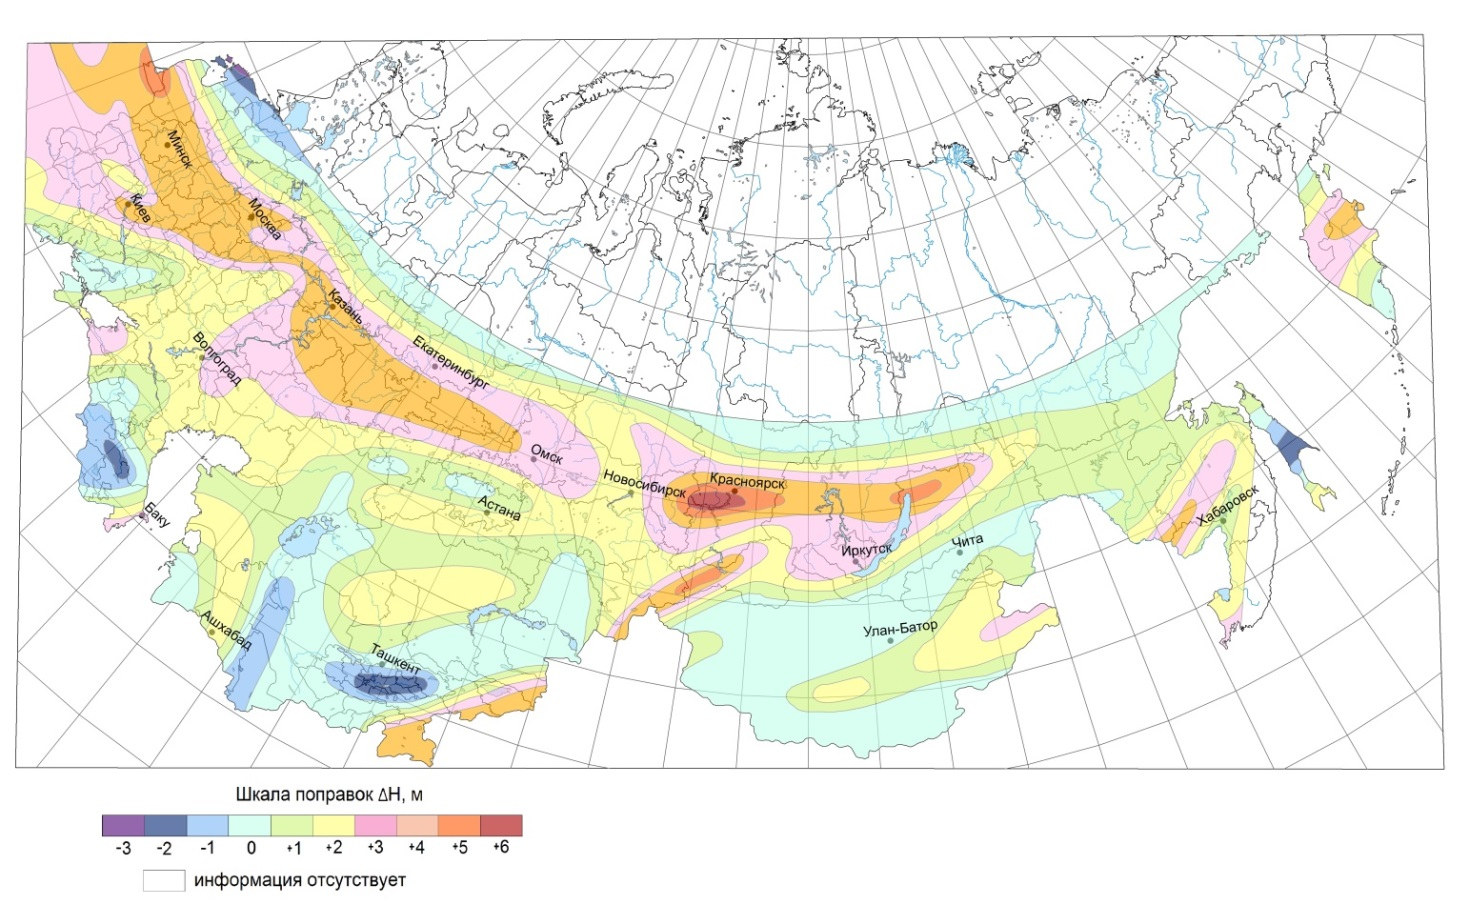 Минск
Киев
Москва
Казань
Волгоград
Екатеринбург
Омск
Новосибирск
Красноярск
Астана
Баку
Хабаровск
Чита
Иркутск
Ашхабад
Улан-Батор
Ташкент
Шкала поправок ΔН, м
-3 -2 -1 0 +1 +2 +3 +4 +5 +6
информация отсутствует